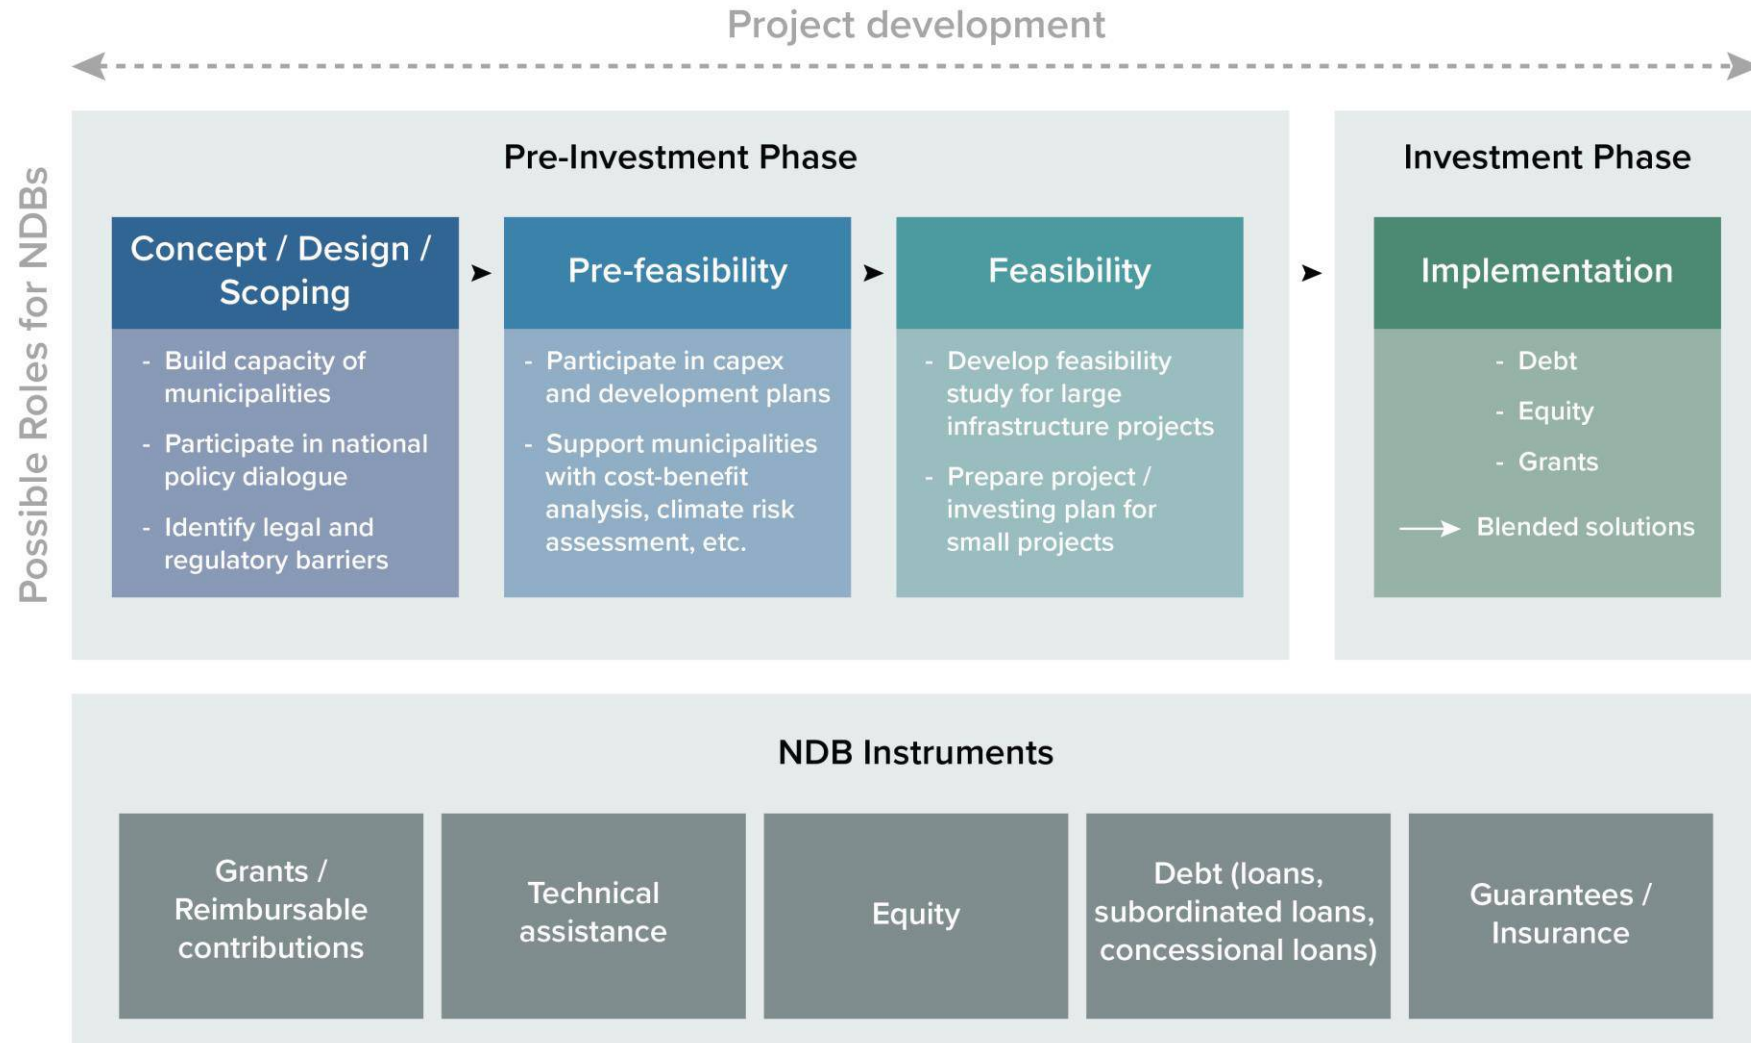 Project development
Possible Roles for NDBs
Pre-Investment Phase
Concept / Design /
Scoping
- Build capacity of
municipalities
- Participate in national
policy dialogue
- Identify legal and
regulatory barriers
Pre-feasibility
- Participate in capex
and development plans
- Support municipalities
with cost-benefit
analysis, climate risk
assessment, etc.
Feasibility
- Develop feasibility
study for large
infrastructure projects
- Prepare project /
investing plan for
small projects
Investment Phase
Implementation
- Debt
- Equity
- Grants
Blended solutions
NDB Instruments
Grants /
Reimbursable
contributions
Technical
assistance
Equity
Debt (loans,
subordinated loans,
concessional loans)
Guarantees /
Insurance